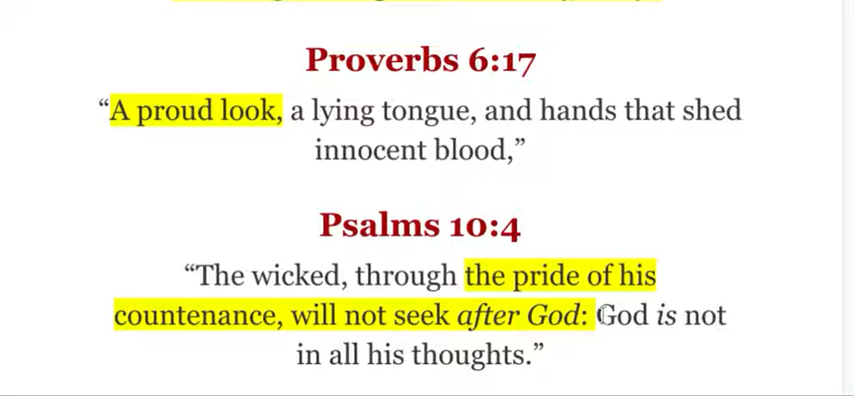 Proverbs 6:17
“A proud look, a lying tongue, and hands that shed
innocent blood,”
Psalms 10:4
“The wicked, through the pride of his
countenance, will not seek after God: God is not
in all his thoughts.”